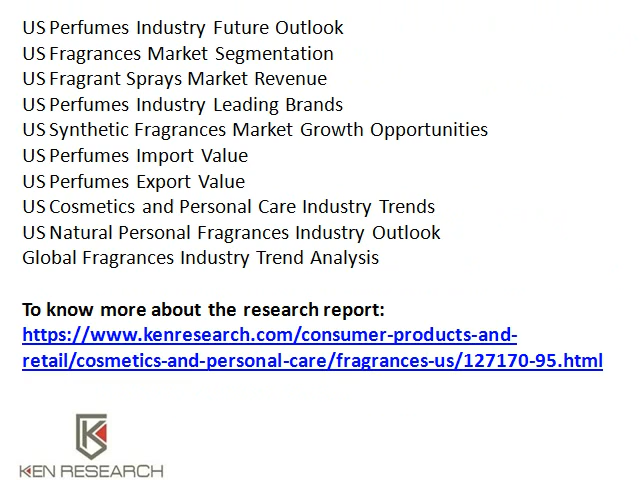 US Perfumes Industry Future Outlook
US Fragrances Market Segmentation
US Fragrant Sprays Market Revenue
US Perfumes Industry Leading Brands
US Synthetic Fragrances Market Growth Opportunities
US Perfumes Import Value
US Perfumes Export Value
US Cosmetics and Personal Care Industry Trends
US Natural Personal Fragrances Industry Outlook
Global Fragrances Industry Trend Analysis
To know more about the research report:
https://www.kenresearch.com/consumer-products-and-
retail/cosmetics-and-personal-care/fragrances-us/127170-95.html
KEN RESEARCH